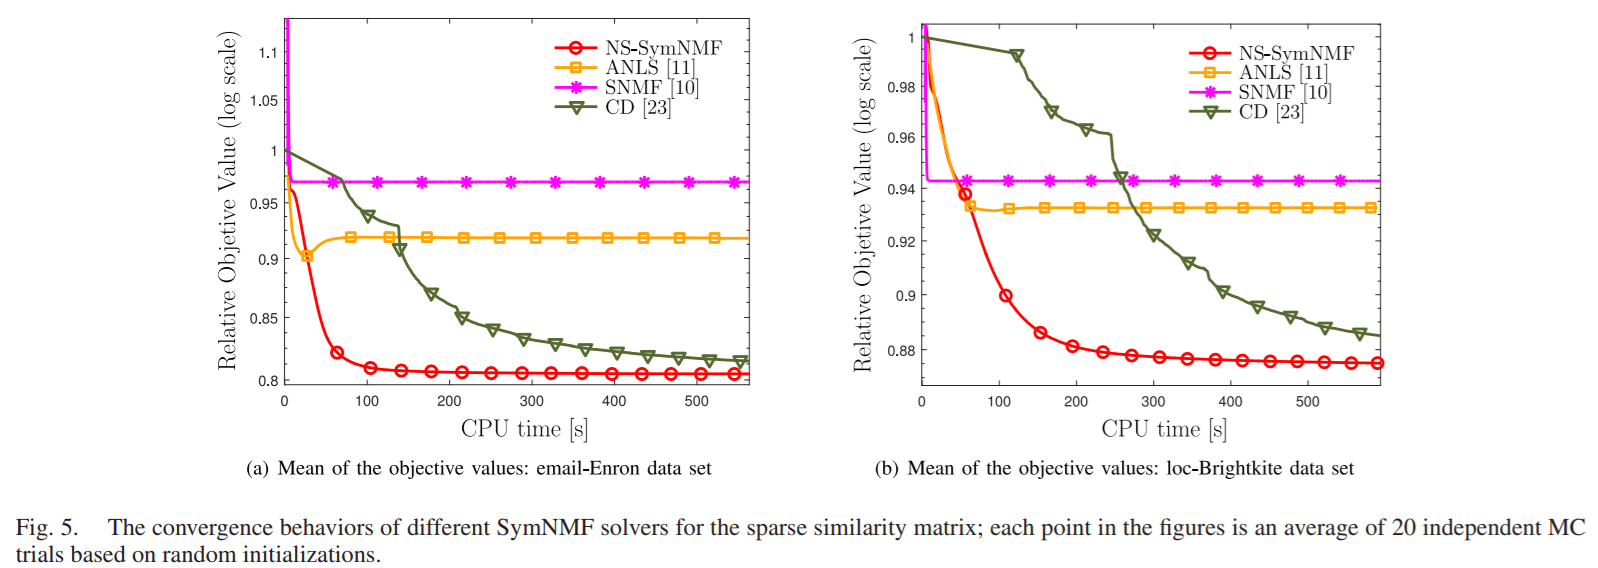 Relative Objetive Value (log scale)
1.1
1.05
1
0.95
0.9
0.85
0.8
NS-SymNMF
ANLS [11]
SNMF [10]
CD [23]
0 100 200 300 400 500
CPU time [s]
(a) Mean of the objective values: email-Enron data set
Relative Objetive Value (log scale)
1
0.98
0.96
0.94
0.92
0.9
0.88
NS-SymNMF
ANLS [11]
SNMF [10]
CD [23]
0 100 200 300 400 500
CPU time [s]
(b) Mean of the objective values: loc-Brightkite data set
Fig. 5. The convergence behaviors of different SymNMF solvers for the sparse similarity matrix; each point in the figures is an average of 20 independent MC
trials based on random initializations.